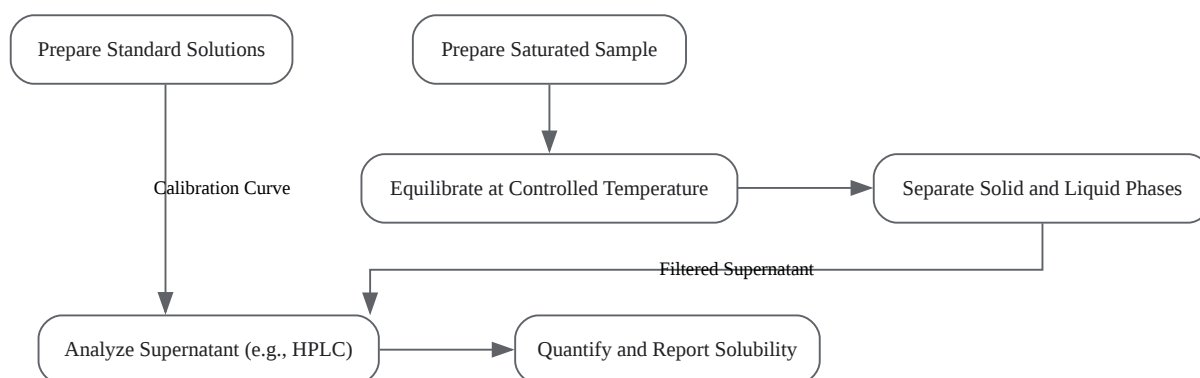 Prepare Standard Solutions
Prepare Saturated Sample
Calibration Curve
Equilibrate at Controlled Temperature
Separate Solid and Liquid Phases
Filtered Supernatant
Analyze Supernatant (e.g., HPLC)
Quantify and Report Solubility